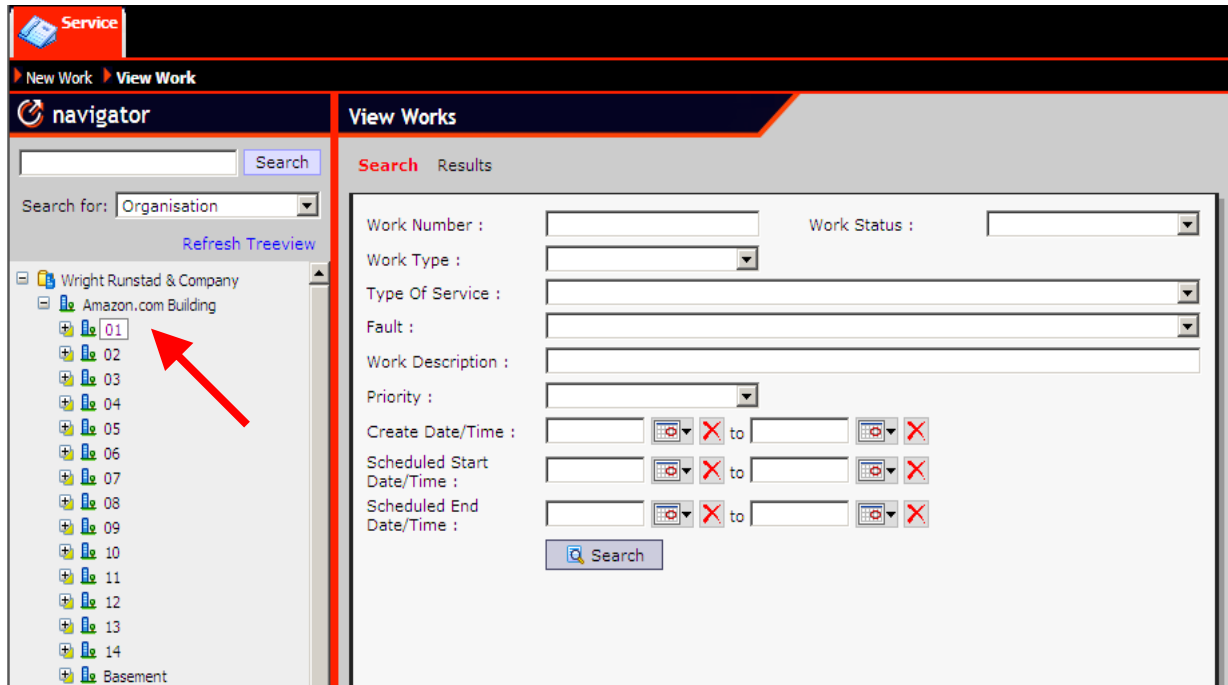 Service
New Work View Work
navigator
Search
Search for: Organisation
Refresh Treeview
Wright Runstad & Company
Amazon.com Building
01
02
03
04
05
06
07
08
09
10
11
12
13
14
Basement
View Works
Search Results
Work Number : Work Status :
Work Type :
Type Of Service :
Fault :
Work Description :
Priority :
Create Date/Time : to
Scheduled Start
Date/Time : to
Scheduled End
Date/Time : to
Search